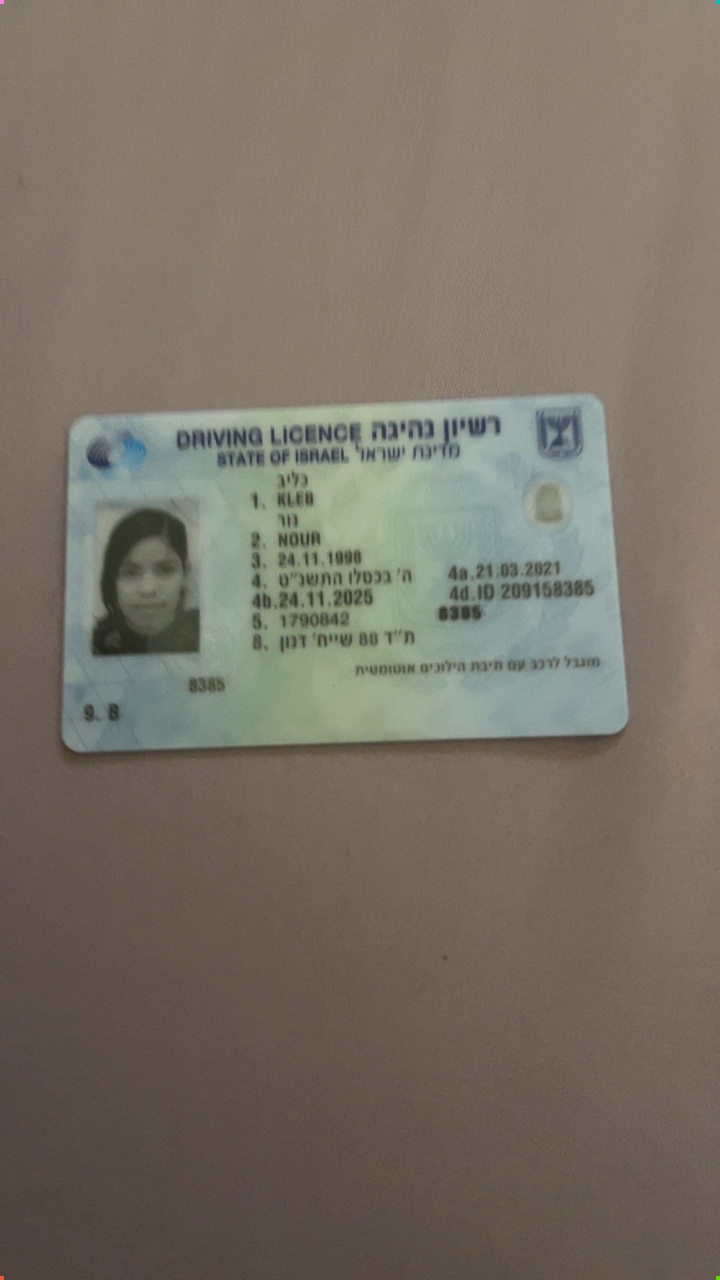 DRIVING LICENCE רשיון נהיגה
STATE OF ISRAEL מדינת ישראל
כליב
1. KLEB
נור
2. NOUR
3. 24.11.1998
4. ה' בכסלו התשנ"ט
4a.21.03.2021
4b.24.11.2025
4d.ID 209158385
5. 1790842
8385
8. ת"ד 88 שייח' דנון
מוגבל לרכב עם תיבת הילוכים אוטומטית
8385
9. B